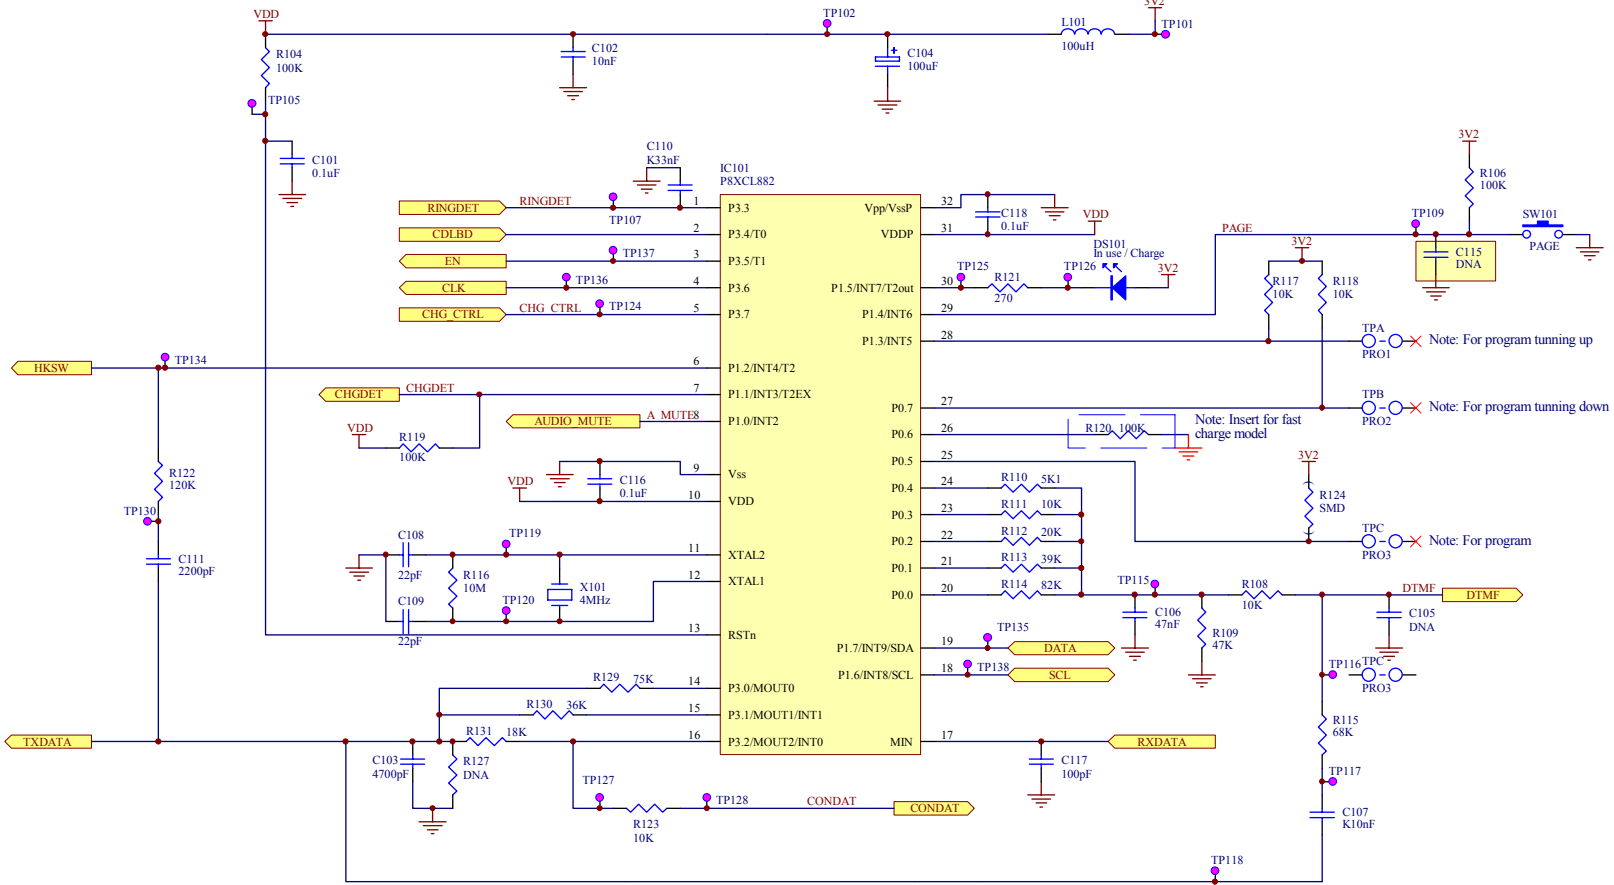 VDD
TP102
3V2
L101
100uH
TP101
R104
100K
C102
10nF
C104
100uF
TP105
C101
0.1uF
C110
K33nF
IC101
P8XCL882
3V2
R106
100K
RINGDET
RINGDET
TP107
1
P3.3
Vpp/VssP
32
C118
0.1uF
VDD
TP109
SW101
PAGE
CDLBD
2
P3.4/T0
VDDP
31
PAGE
C115
DNA
EN
TP137
3
P3.5/T1
DS101
In use / Charge
3V2
CLK
TP136
4
P3.6
P1.5/INT7/T2out
30
TP125
R121
270
TP126
3V2
R117
10K
R118
10K
CHG_CTRL
CHG CTRL
TP124
5
P3.7
P1.4/INT6
29
P1.3/INT5
28
TPA
PRO1
Note: For program tunning up
HKSW
TP134
6
P1.2/INT4/T2
CHGDET
CHGDET
7
P1.1/INT3/T2EX
P0.7
27
TPB
PRO2
Note: For program tunning down
AUDIO_MUTE
A_MUTE
8
P1.0/INT2
P0.6
26
R120 100K
Note: Insert for fast
charge model
VDD
R119
100K
P0.5
25
3V2
R124
SMD
TPC
PRO3
Note: For program
R122
120K
TP130
C111
2200pF
9
Vss
C116
0.1uF
VDD
10
VDD
P0.4
24
R110 5K1
P0.3
23
R111 10K
P0.2
22
R112 20K
P0.1
21
R113 39K
P0.0
20
R114 82K
C108
22pF
TP119
11
XTAL2
R116
10M
X101
4MHz
12
XTAL1
C109
22pF
TP120
13
RSTn
TP115
C106
47nF
R109
47K
R108
10K
DTMF
DTMF
C105
DNA
P1.7/INT9/SDA
19
TP135
DATA
P1.6/INT8/SCL
18
TP138
SCL
TP116
TPC
PRO3
R129 75K
14
P3.0/MOUT0
R130 36K
15
P3.1/MOUT1/INT1
R115
68K
TXDATA
R131 18K
16
P3.2/MOUT2/INT0
MIN
17
RXDATA
C103
4700pF
R127
DNA
C117
100pF
TP117
TP127
R123
10K
TP128
CONDAT
CONDAT
C107
K10nF
TP118